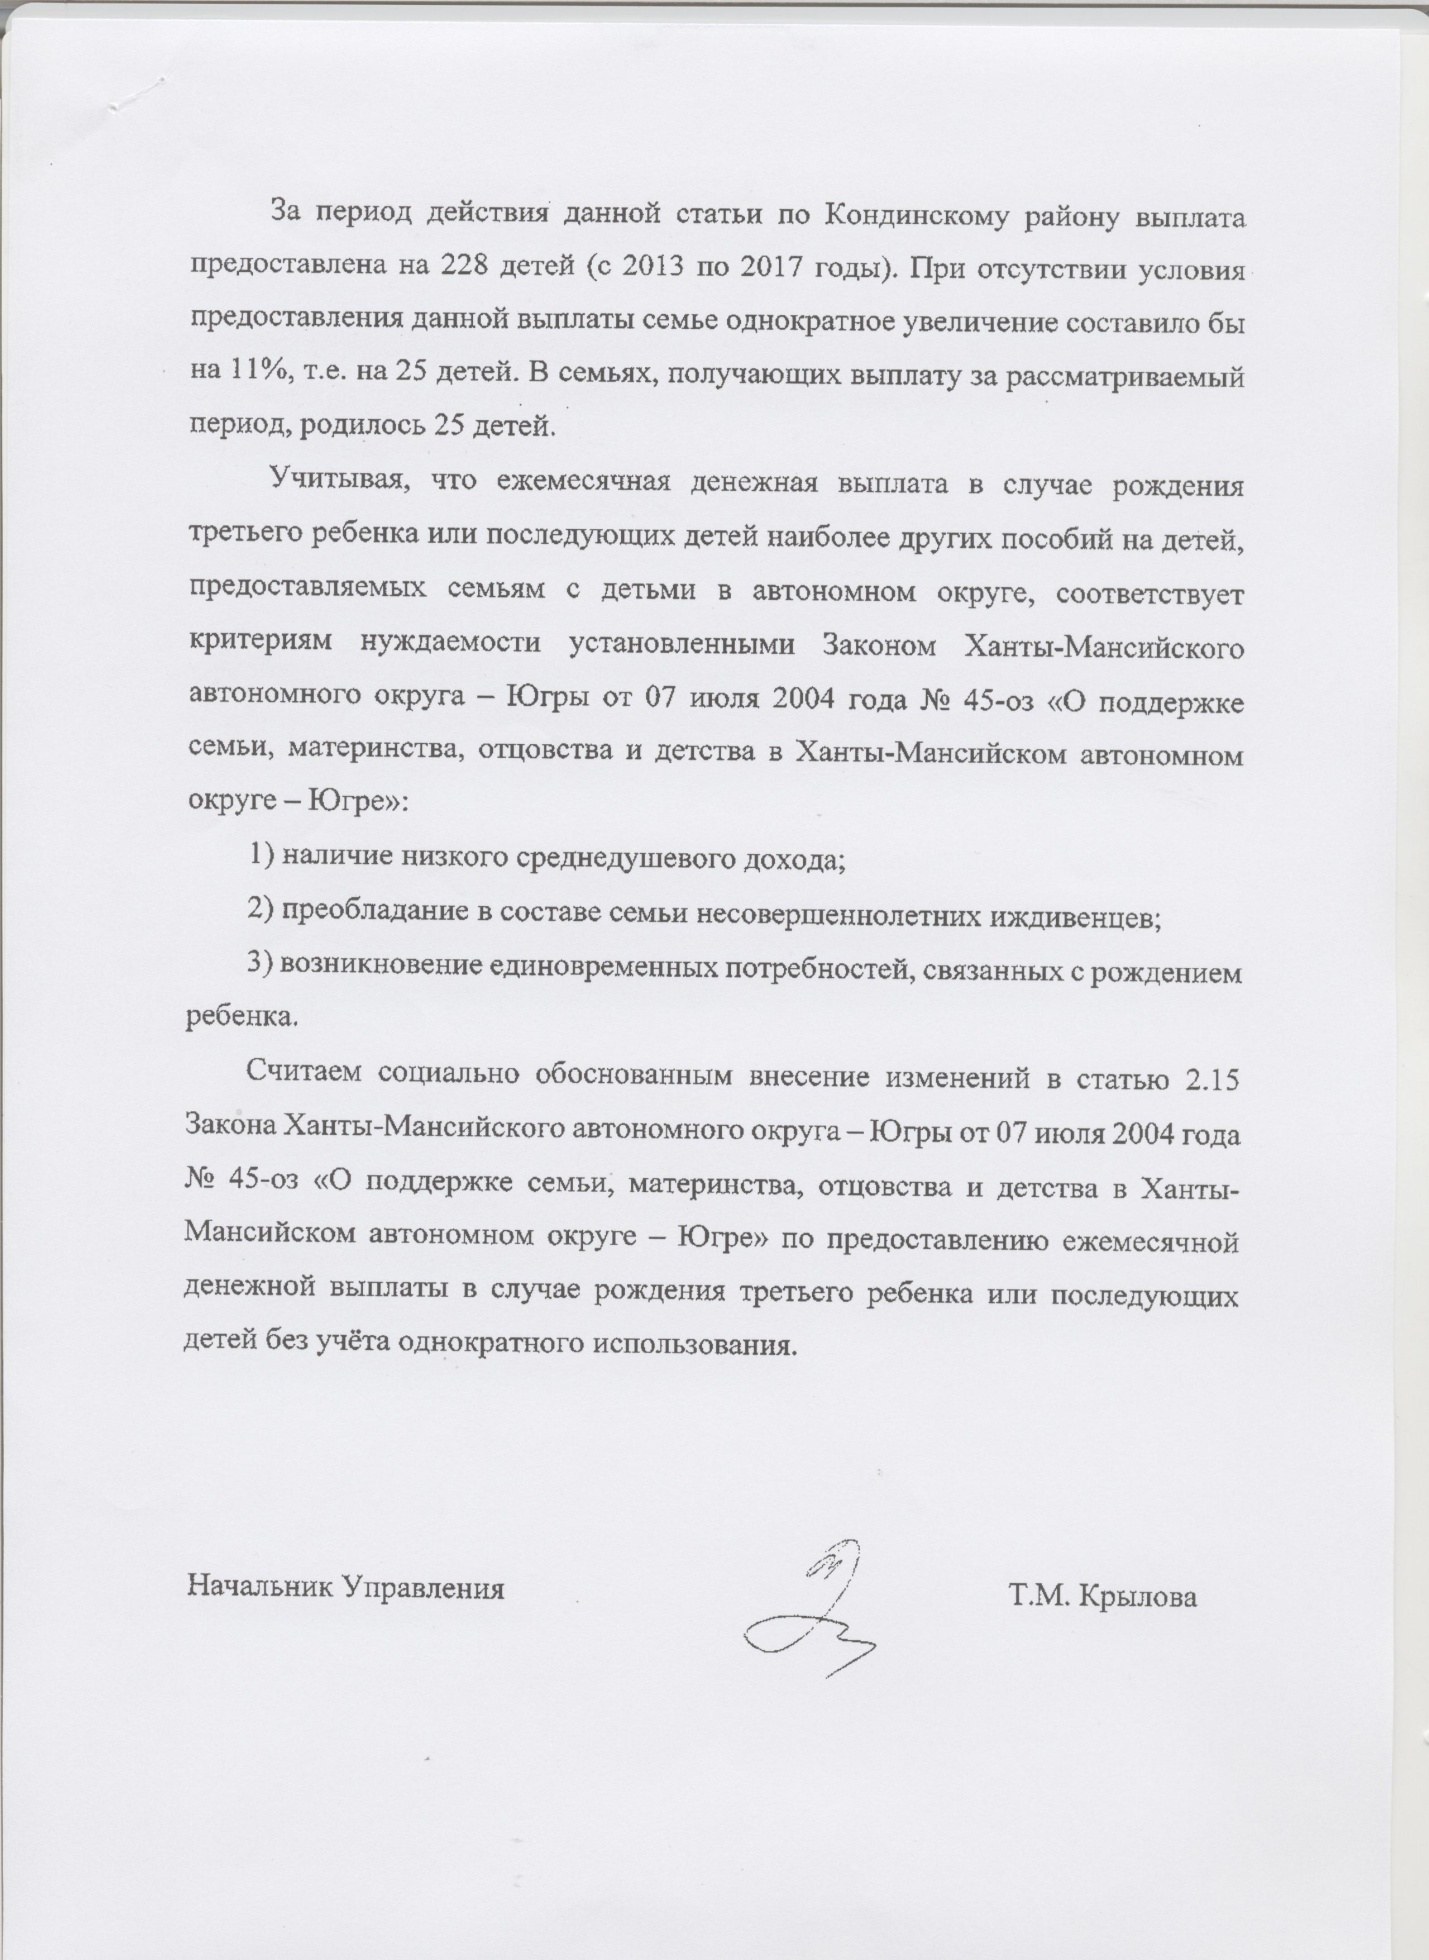 За период действия данной статьи по Кондинскому району выплата
предоставлена на 228 детей (с 2013 по 2017 годы). При отсутствии условия
предоставления данной выплаты семье однократное увеличение составило бы
на 11%, т.е. на 25 детей. В семьях, получающих выплату за рассматриваемый
период, родилось 25 детей.
Учитывая, что ежемесячная денежная выплата в случае рождения
третьего ребенка или последующих детей наиболее других пособий на детей,
предоставляемых семьям с детьми в автономном округе, соответствует
критериям нуждаемости установленными Законом Ханты-Мансийского
автономного округа – Югры от 07 июля 2004 года № 45-оз «О поддержке
семьи, материнства, отцовства и детства в Ханты-Мансийском автономном
округе – Югре»:
1) наличие низкого среднедушевого дохода;
2) преобладание в составе семьи несовершеннолетних иждивенцев;
3) возникновение единовременных потребностей, связанных с рождением
ребенка.
Считаем социально обоснованным внесение изменений в статью 2.15
Закона Ханты-Мансийского автономного округа – Югры от 07 июля 2004 года
№ 45-оз «О поддержке семьи, материнства, отцовства и детства в Ханты-
Мансийском автономном округе – Югре» по предоставлению ежемесячной
денежной выплаты в случае рождения третьего ребенка или последующих
детей без учёта однократного использования.
Начальник Управления Т.М. Крылова